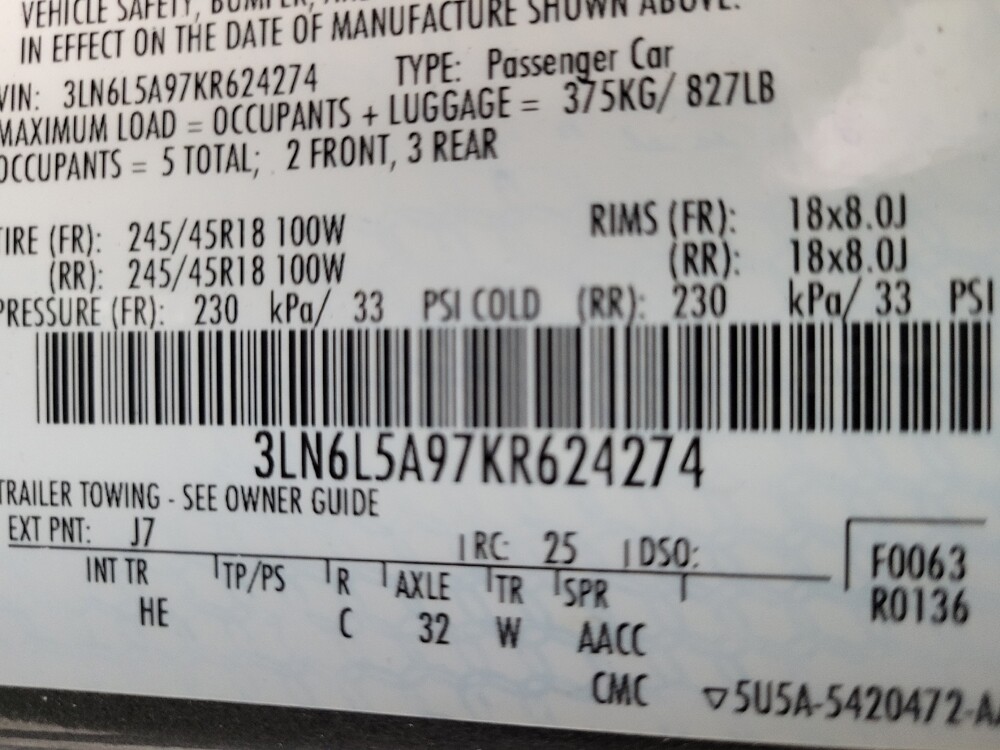 VEHICLE SAFETY, BUMPER,
IN EFFECT ON THE DATE OF MANUFACTURE SHOWN ABOVE.
VIN: 3LN6L5A97KR624274 TYPE: Passenger Car
MAXIMUM LOAD = OCCUPANTS + LUGGAGE = 375KG/ 827LB
OCCUPANTS = 5 TOTAL; 2 FRONT, 3 REAR
TIRE (FR): 245/45R18 100W RIMS (FR): 18x8.0J
(RR): 245/45R18 100W (RR): 18x8.0J
PRESSURE (FR): 230 kPa/ 33 PSI COLD (RR): 230 kPa/ 33 PSI
3LN6L5A97KR624274
TRAILER TOWING - SEE OWNER GUIDE
EXT PNT: J7 RC: 25 DSO: F0063
INT TR TP/PS R AXLE TR SPR R0136
HE C 32 W AACC
CMC ▽5U5A-5420472-AA